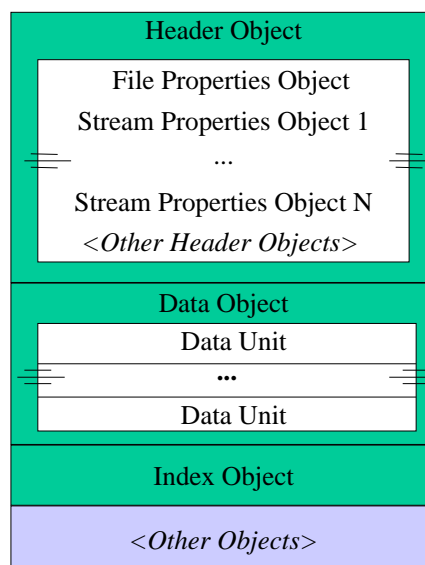 Header Object
File Properties Object
Stream Properties Object 1
...
Stream Properties Object N
<Other Header Objects>
Data Object
Data Unit
...
Data Unit
Index Object
<Other Objects>